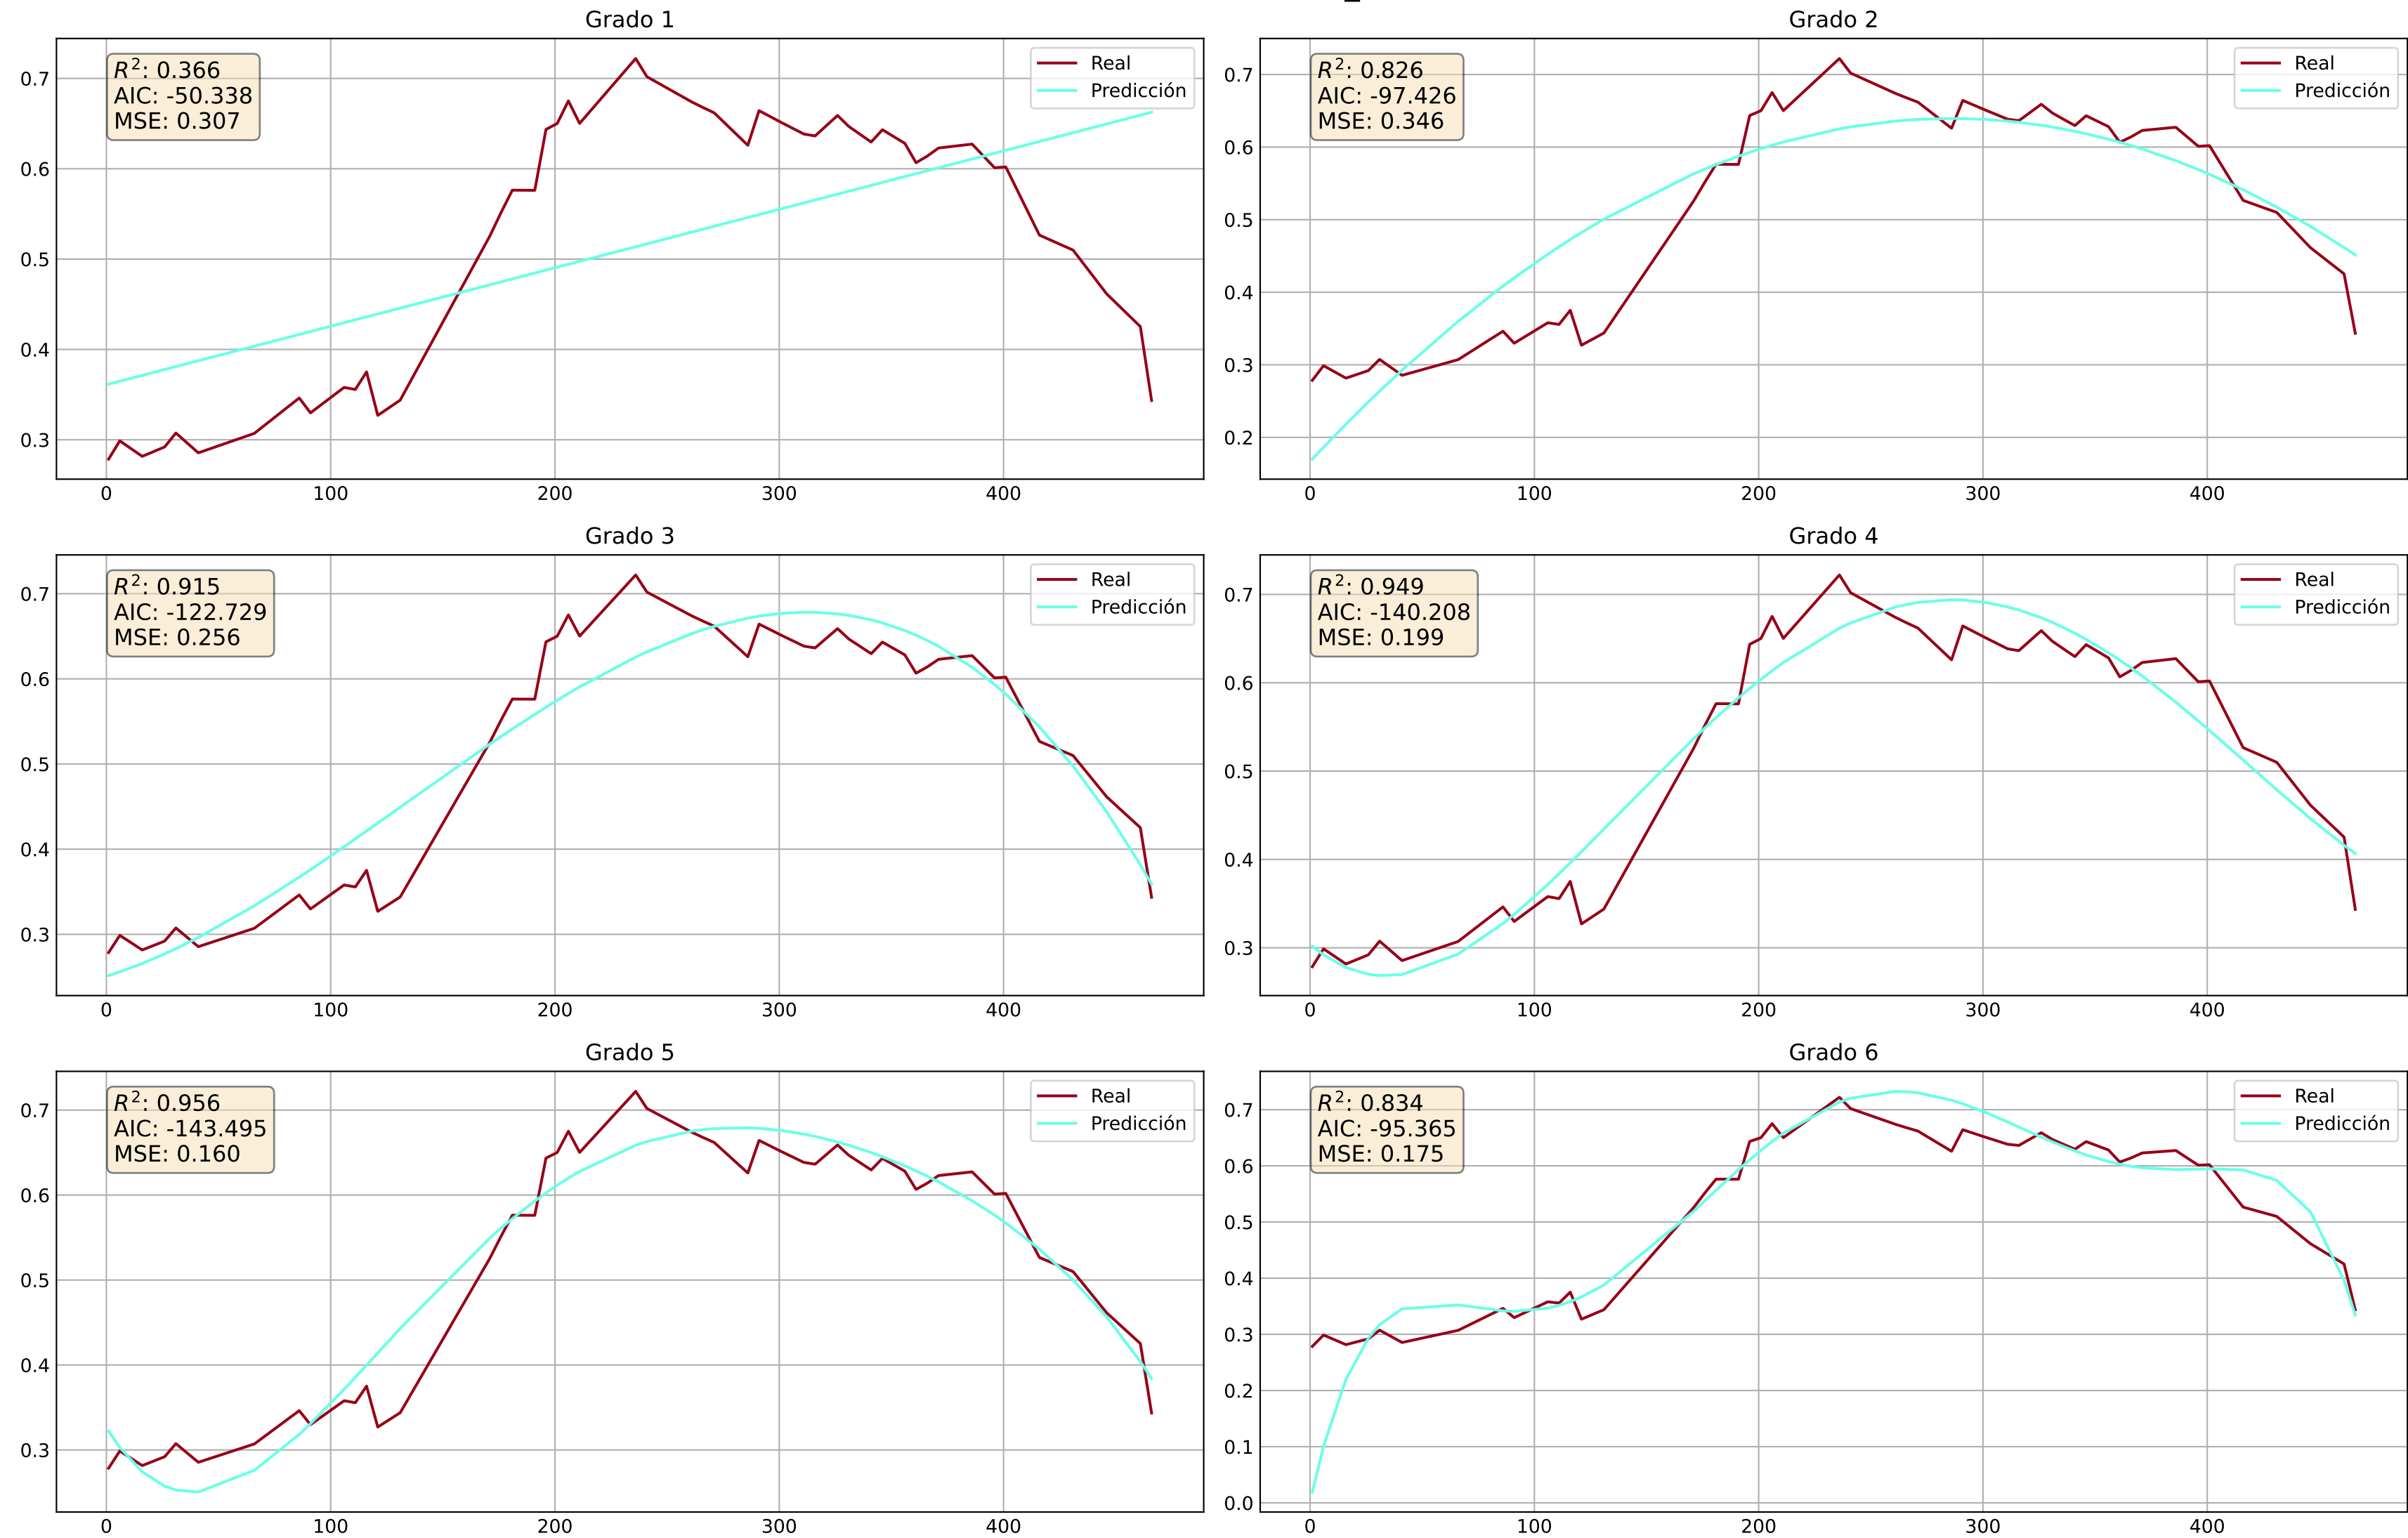 Grado 1
R²: 0.366
AIC: -50.338
MSE: 0.307
Real
Predicción
0.7
0.6
0.5
0.4
0.3
0 100 200 300 400
Grado 2
R²: 0.826
AIC: -97.426
MSE: 0.346
Real
Predicción
0.7
0.6
0.5
0.4
0.3
0.2
0 100 200 300 400
Grado 3
R²: 0.915
AIC: -122.729
MSE: 0.256
Real
Predicción
0.7
0.6
0.5
0.4
0.3
0 100 200 300 400
Grado 4
R²: 0.949
AIC: -140.208
MSE: 0.199
Real
Predicción
0.7
0.6
0.5
0.4
0.3
0 100 200 300 400
Grado 5
R²: 0.956
AIC: -143.495
MSE: 0.160
Real
Predicción
0.7
0.6
0.5
0.4
0.3
0 100 200 300 400
Grado 6
R²: 0.834
AIC: -95.365
MSE: 0.175
Real
Predicción
0.7
0.6
0.5
0.4
0.3
0.2
0.1
0.0
0 100 200 300 400